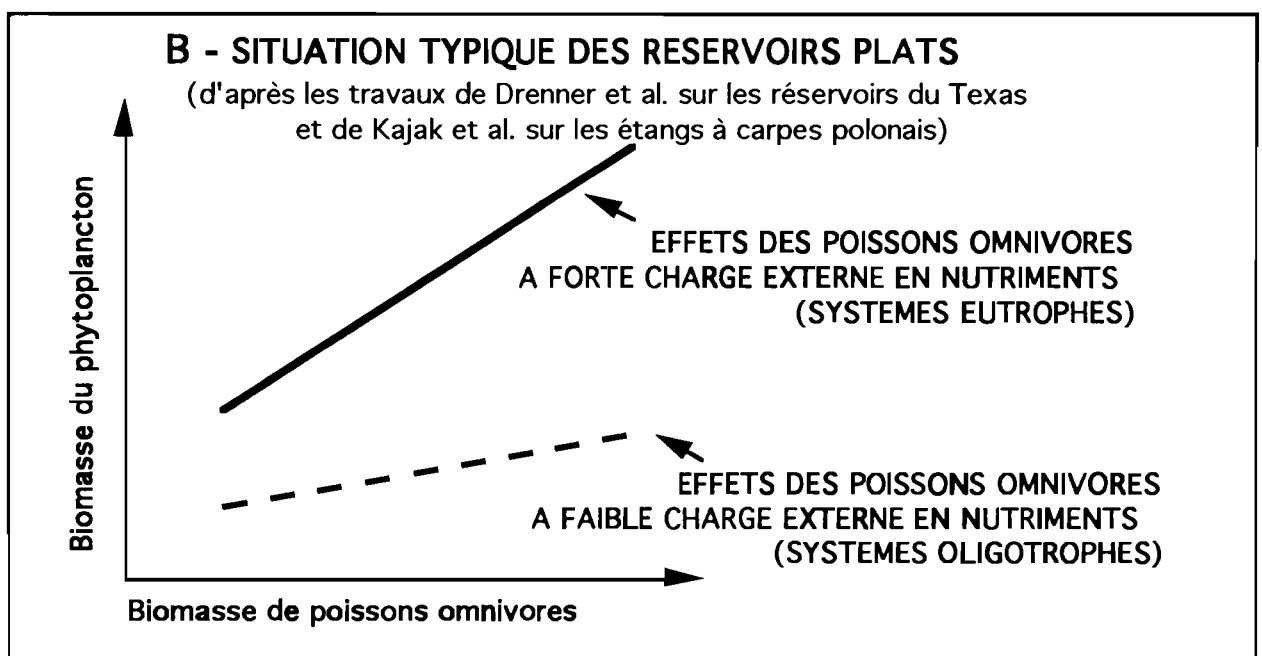 B - SITUATION TYPIQUE DES RESERVOIRS PLATS
(d'après les travaux de Drenner et al. sur les réservoirs du Texas
et de Kajak et al. sur les étangs à carpes polonais)
Biomasse du phytoplancton
EFFETS DES POISSONS OMNIVORES
A FORTE CHARGE EXTERNE EN NUTRIMENTS
(SYSTEMES EUTROPHES)
EFFETS DES POISSONS OMNIVORES
A FAIBLE CHARGE EXTERNE EN NUTRIMENTS
(SYSTEMES OLIGOTROPHES)
Biomasse de poissons omnivores